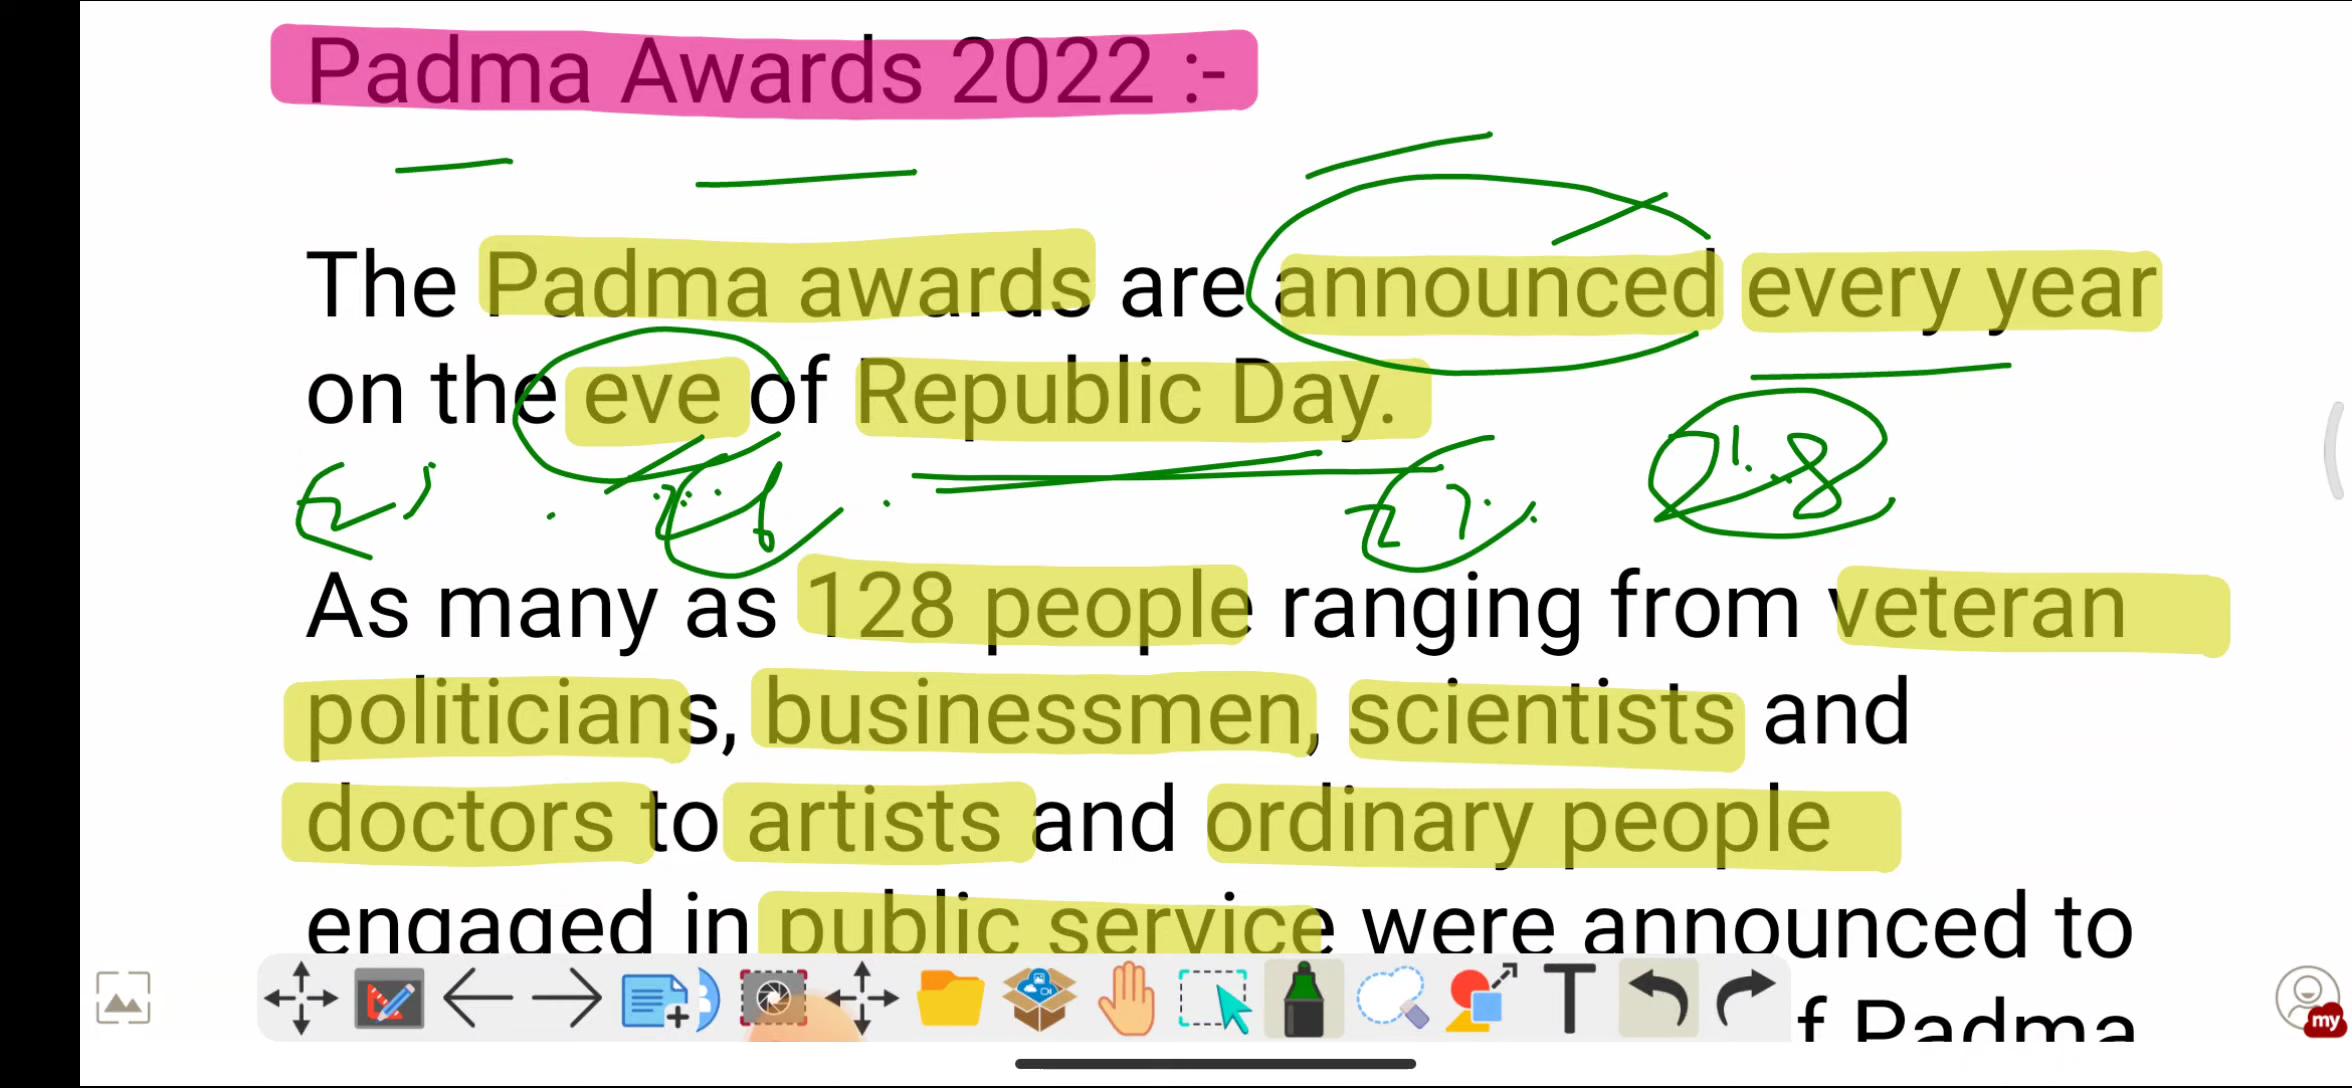 Padma Awards 2022 :-
The Padma awards are announced every year
on the eve of Republic Day.
As many as 128 people ranging from veteran
politicians, businessmen, scientists and
doctors to artists and ordinary people
engaged in public service were announced to
f Padma
T
my